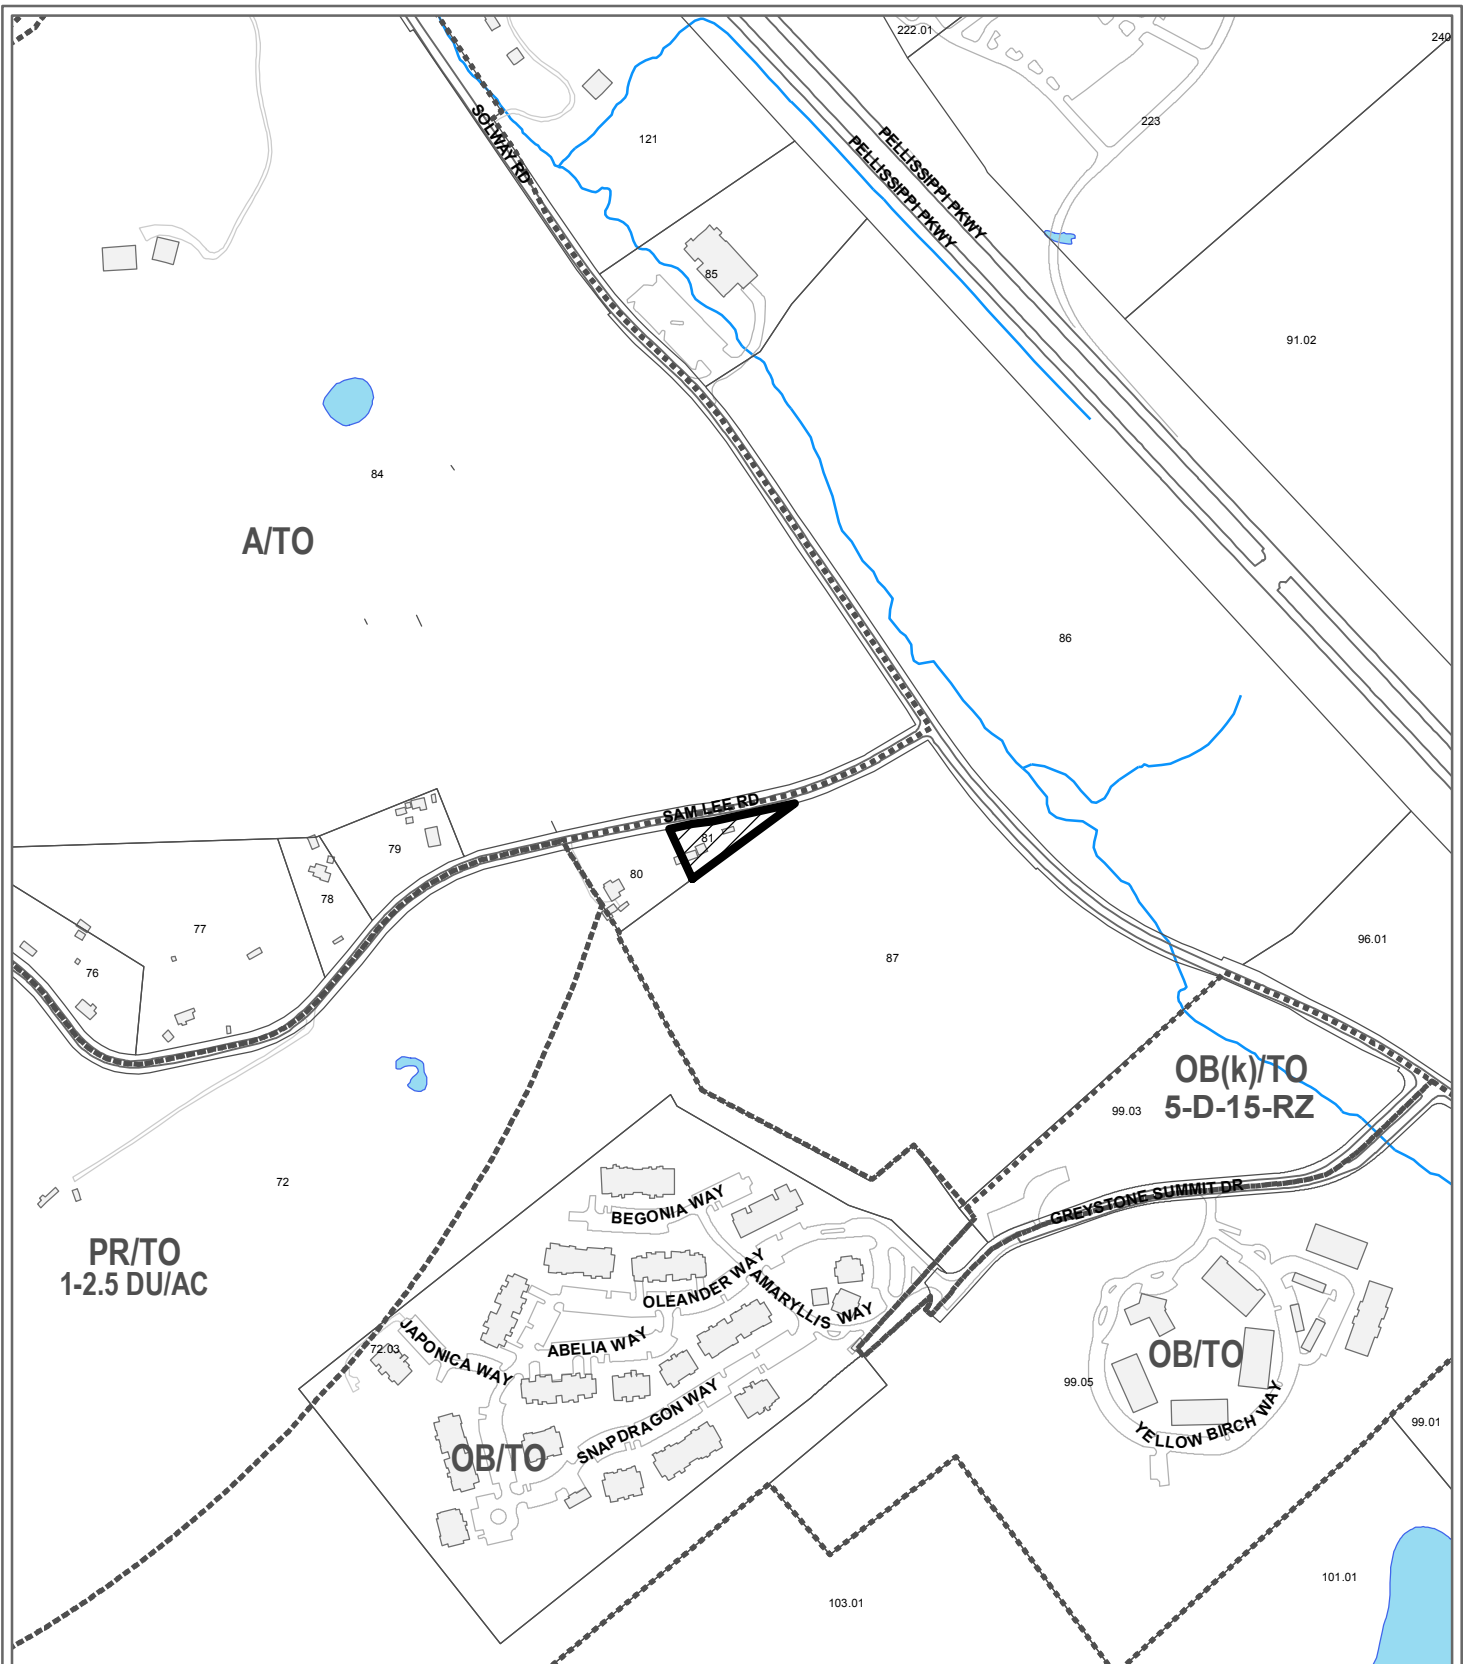 222.01
240
SOLWAY RD
121
223
PELLISSIPPI PKWY
PELLISSIPPI PKWY
85
91.02
84
A/TO
86
SAM LEE RD
81
79
80
78
77
76
87
96.01
OB(k)/TO
5-D-15-RZ
99.03
72
GREYSTONE SUMMIT DR
BEGONIA WAY
PR/TO
1-2.5 DU/AC
OLEANDER WAY
AMARYLLIS WAY
JAPONICA WAY
72.03
ABELIA WAY
OB/TO
99.05
SNAPDRAGON WAY
YELLOW BIRCH WAY
99.01
OB/TO
101.01
103.01